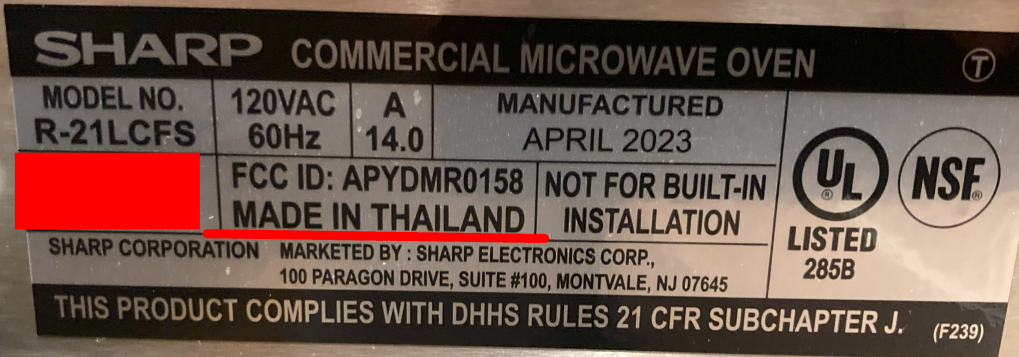 SHARP COMMERCIAL MICROWAVE OVEN
T
MODEL NO.
R-21LCFS
120VAC
60Hz
A
14.0
MANUFACTURED
APRIL 2023
FCC ID: APYDMR0158
MADE IN THAILAND
NOT FOR BUILT-IN
INSTALLATION
UL
LISTED
285B
NSF
SHARP CORPORATION MARKETED BY : SHARP ELECTRONICS CORP.,
100 PARAGON DRIVE, SUITE #100, MONTVALE, NJ 07645
THIS PRODUCT COMPLIES WITH DHHS RULES 21 CFR SUBCHAPTER J. (F239)